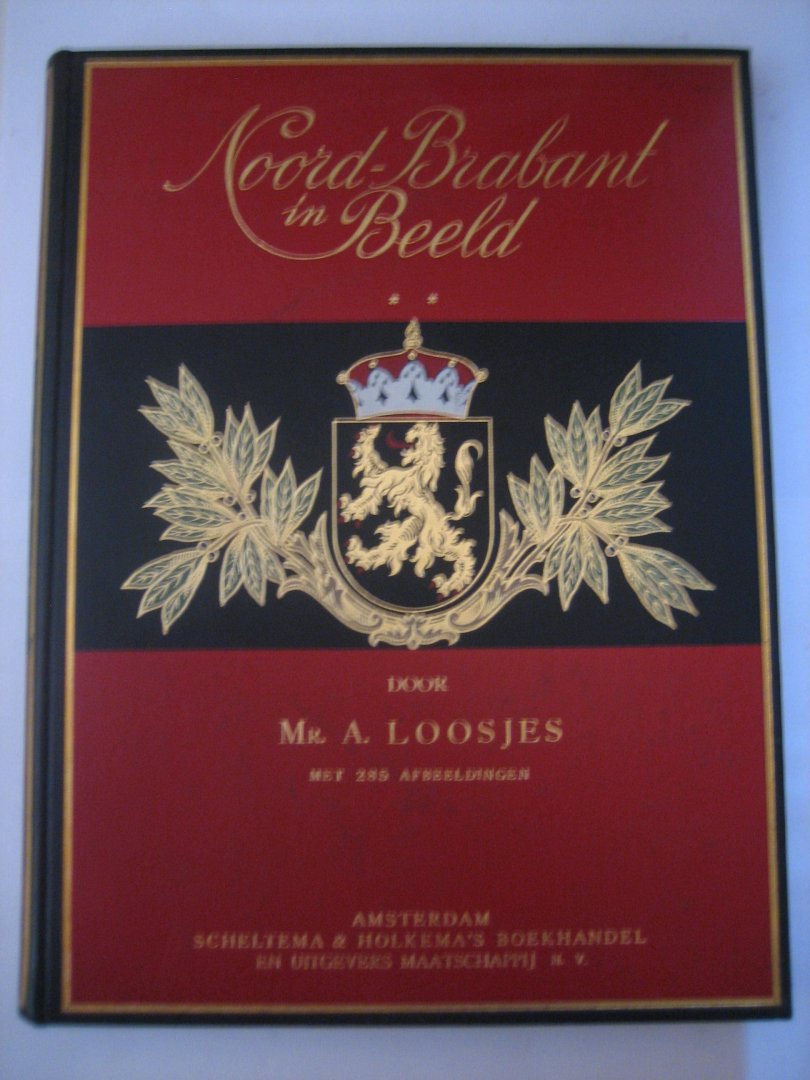 Noord-Brabant
in Beeld
* *
DOOR
MR. A. LOOSJES
MET 285 AFBEELDINGEN
AMSTERDAM
SCHELTEMA & HOLKEMA'S BOEKHANDEL
EN UITGEVERS MAATSCHAPPIJ N. V.